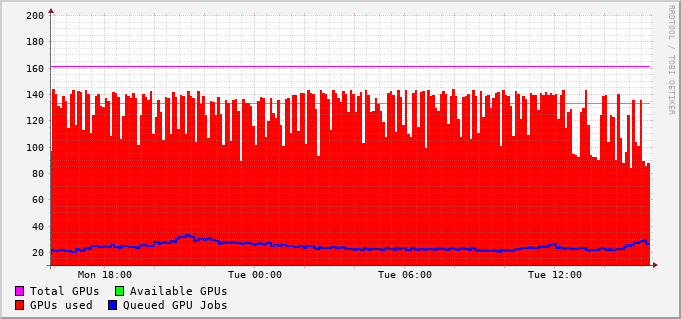 RRDTOOL / TOBI OETIKER
200
180
160
140
120
100
80
60
40
20
Mon 18:00 Tue 00:00 Tue 06:00 Tue 12:00
Total GPUs Available GPUs
GPUs used Queued GPU Jobs